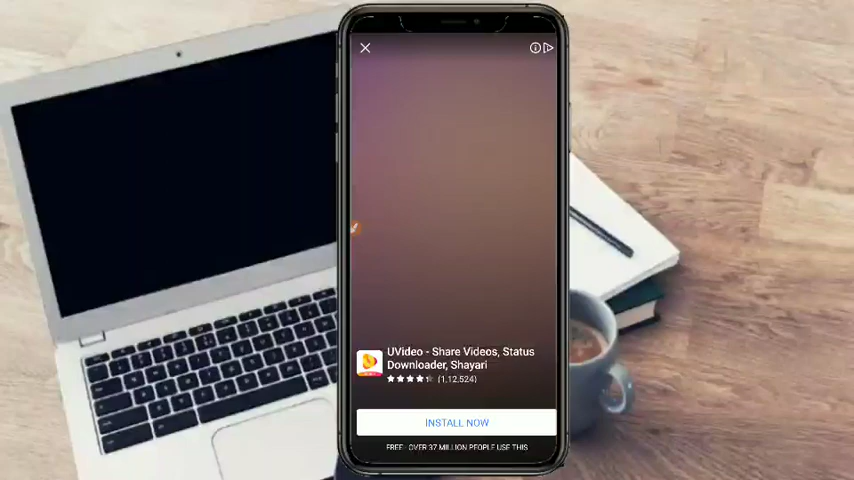 UVideo - Share Videos, Status
Downloader, Shayari
(1,12,524)
INSTALL NOW
FREE - OVER 37 MILLION PEOPLE USE THIS